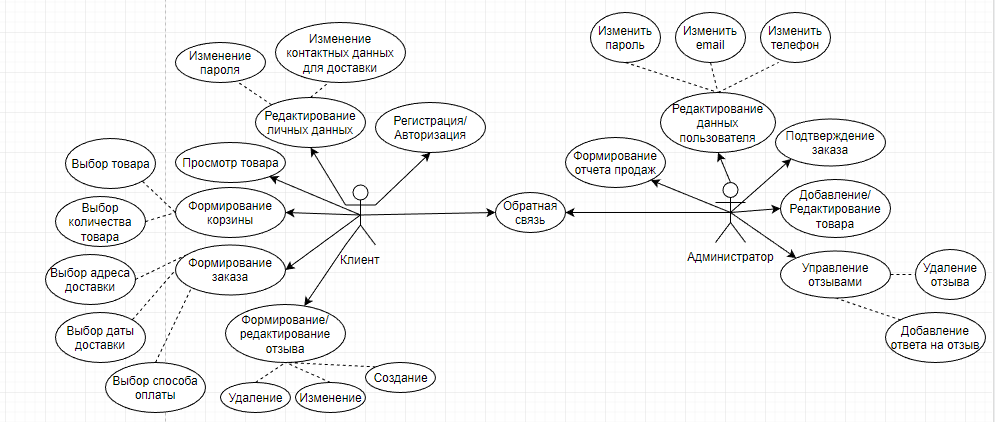 Изменение
пароля
Изменение
контактных данных
для доставки
Редактирование
личных данных
Регистрация/
Авторизация
Просмотр товара
Выбор товара
Формирование
корзины
Выбор
количества
товара
Формирование
заказа
Выбор адреса
доставки
Выбор даты
доставки
Выбор способа
оплаты
Клиент
Формирование/
редактирование
отзыва
Удаление
Изменение
Создание
Обратная
связь
Изменить
пароль
Изменить
email
Изменить
телефон
Редактирование
данных
пользователя
Формирование
отчета продаж
Подтверждение
заказа
Добавление/
Редактирование
товара
Администратор
Управление
отзывами
Удаление
отзыва
Добавление
ответа на отзыв